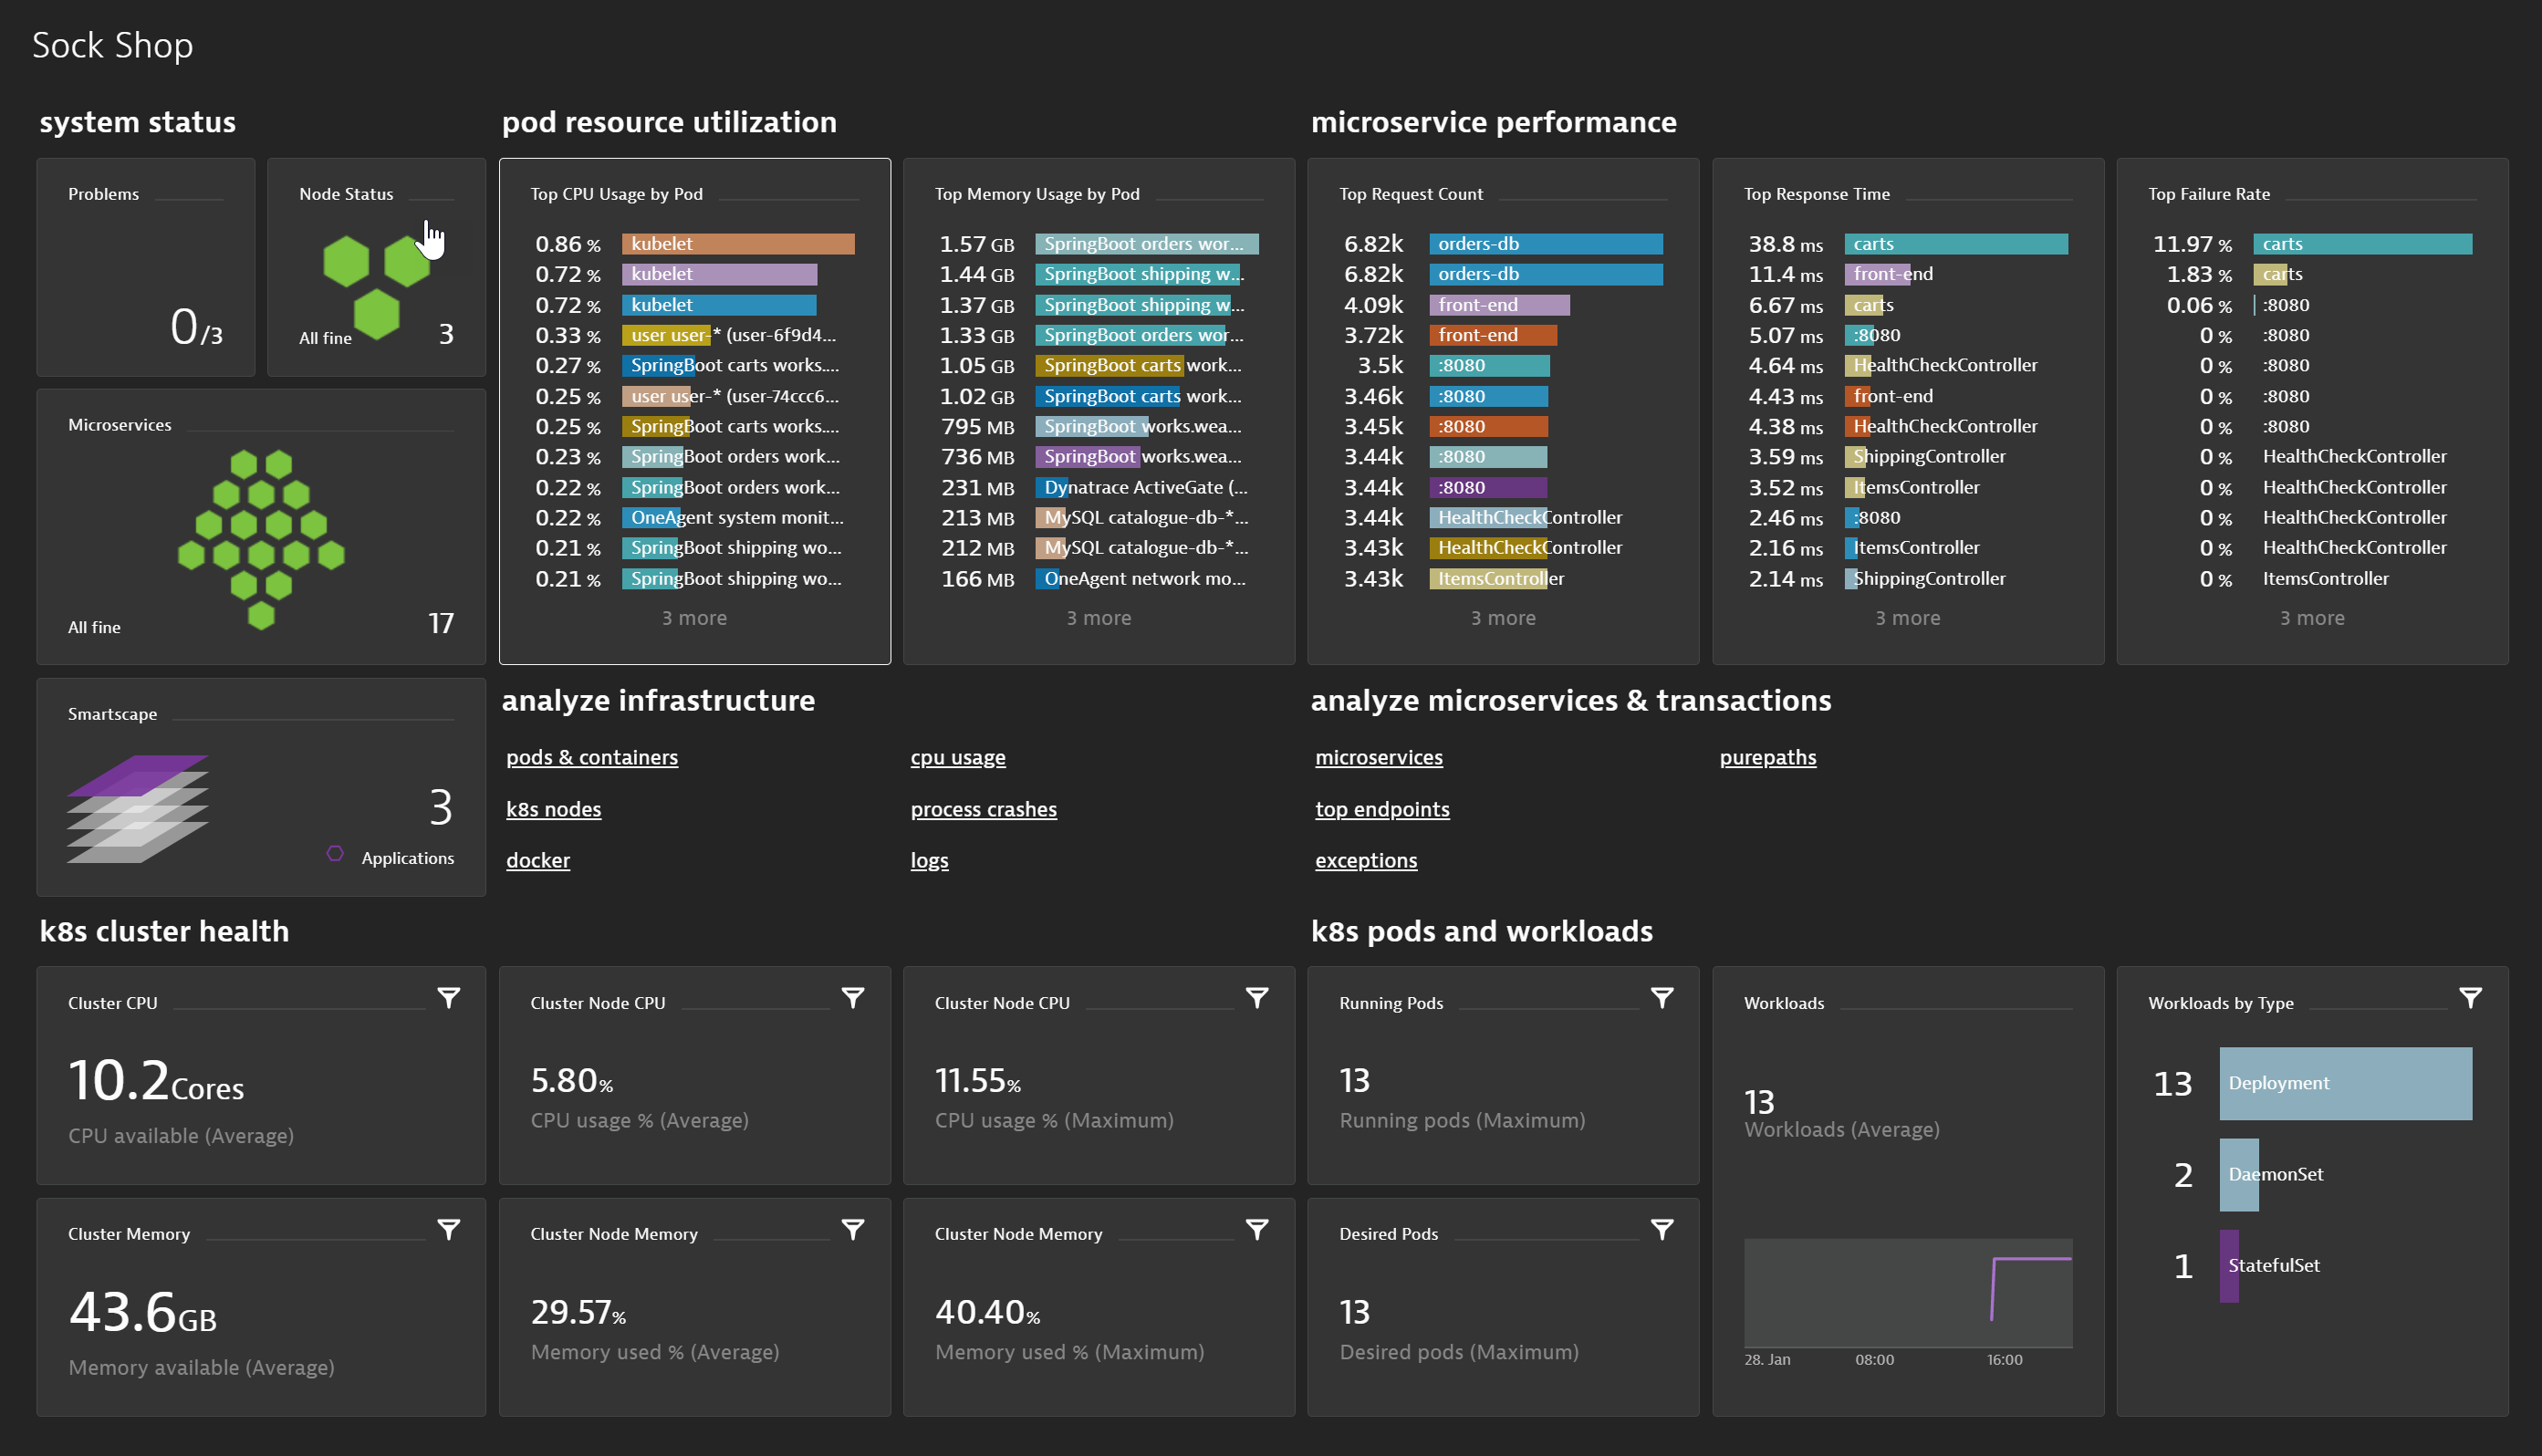 Sock Shop
system status
Problems
0/3
Node Status
All fine
3
Microservices
All fine
17
Smartscape
3
Applications
pod resource utilization
Top CPU Usage by Pod
0.86 % kubelet
0.72 % kubelet
0.72 % kubelet
0.33 % user user-* (user-6f9d4...
0.27 % SpringBoot carts works....
0.25 % user user-* (user-74ccc6...
0.25 % SpringBoot carts works....
0.23 % SpringBoot orders work...
0.22 % SpringBoot orders work...
0.22 % OneAgent system monit...
0.21 % SpringBoot shipping wo...
0.21 % SpringBoot shipping wo...
3 more
Top Memory Usage by Pod
1.57 GB SpringBoot orders wor...
1.44 GB SpringBoot shipping w...
1.37 GB SpringBoot shipping w...
1.33 GB SpringBoot orders wor...
1.05 GB SpringBoot carts work...
1.02 GB SpringBoot carts work...
795 MB SpringBoot works.wea...
736 MB SpringBoot works.wea...
231 MB Dynatrace ActiveGate (...
213 MB MySQL catalogue-db-*...
212 MB MySQL catalogue-db-*...
166 MB OneAgent network mo...
3 more
microservice performance
Top Request Count
6.82k orders-db
6.82k orders-db
4.09k front-end
3.72k front-end
3.5k :8080
3.46k :8080
3.45k :8080
3.44k :8080
3.44k :8080
3.44k HealthCheckController
3.43k HealthCheckController
3.43k ItemsController
3 more
Top Response Time
38.8 ms carts
11.4 ms front-end
6.67 ms carts
5.07 ms :8080
4.64 ms HealthCheckController
4.43 ms front-end
4.38 ms HealthCheckController
3.59 ms ShippingController
3.52 ms ItemsController
2.46 ms :8080
2.16 ms ItemsController
2.14 ms ShippingController
3 more
Top Failure Rate
11.97 % carts
1.83 % carts
0.06 % :8080
0 % :8080
0 % :8080
0 % :8080
0 % :8080
0 % HealthCheckController
0 % HealthCheckController
0 % HealthCheckController
0 % HealthCheckController
0 % ItemsController
3 more
analyze infrastructure
pods & containers
cpu usage
k8s nodes
process crashes
docker
logs
analyze microservices & transactions
microservices
purepaths
top endpoints
exceptions
k8s cluster health
Cluster CPU
10.2Cores
CPU available (Average)
Cluster Node CPU
5.80%
CPU usage % (Average)
Cluster Node CPU
11.55%
CPU usage % (Maximum)
Cluster Memory
43.6GB
Memory available (Average)
Cluster Node Memory
29.57%
Memory used % (Average)
Cluster Node Memory
40.40%
Memory used % (Maximum)
k8s pods and workloads
Running Pods
13
Running pods (Maximum)
Desired Pods
13
Desired pods (Maximum)
Workloads
13
Workloads (Average)
28. Jan 08:00 16:00
Workloads by Type
13 Deployment
2 DaemonSet
1 StatefulSet